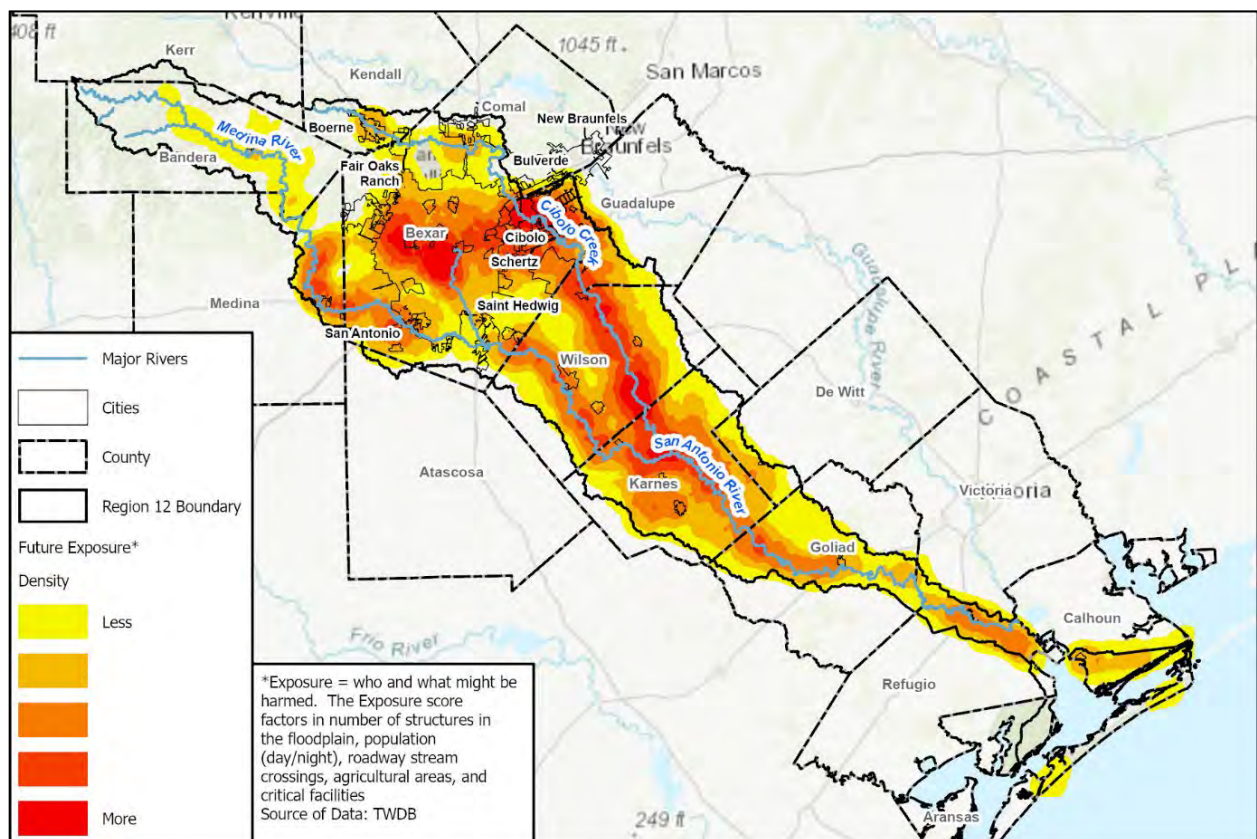 408 ft
Kerrville
Kerr
Kendall
1045 ft
San Marcos
Comal
New Braunfels
New
Braunfels
Boerne
Medina River
Bandera
Bulverde
Fair Oaks
Ranch
Guadalupe
Cibolo Creek
Bexar
Cibolo
Schertz
Guadalupe River
COASTAL PLA
Medina
Saint Hedwig
San Antonio
Wilson
De Witt
Atascosa
San Antonio River
Karnes
Victoria
Victoria
Goliad
Calhoun
Frio River
Refugio
Aransas
249 ft
Major Rivers
Cities
County
Region 12 Boundary
Future Exposure*
Density
Less
More
*Exposure = who and what might be
harmed.  The Exposure score
factors in number of structures in
the floodplain, population
(day/night), roadway stream
crossings, agricultural areas, and
critical facilities
Source of Data: TWDB